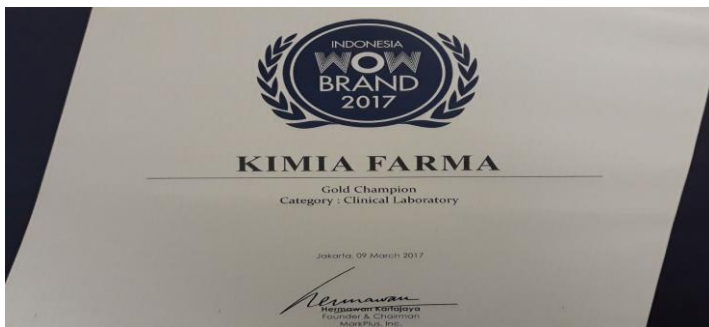 INDONESIA
WOW
BRAND
2017
KIMIA FARMA
Gold Champion
Category : Clinical Laboratory
Jakarta, 09 March 2017
Hermawan
Hermawan Kartajaya
Founder & Chairman
MarkPlus, Inc.